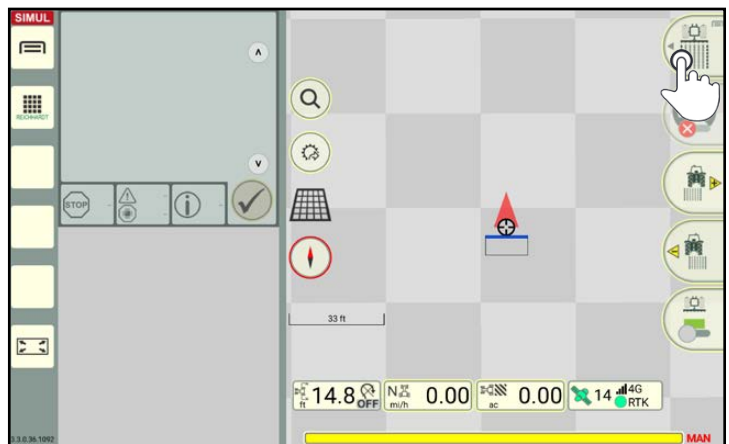 SIMUL
REICHHARDT
STOP
33 ft
ft 14.8 OFF
N mi/h 0.00
ac 0.00
14 4G RTK
3.3.0.36.1092
MAN